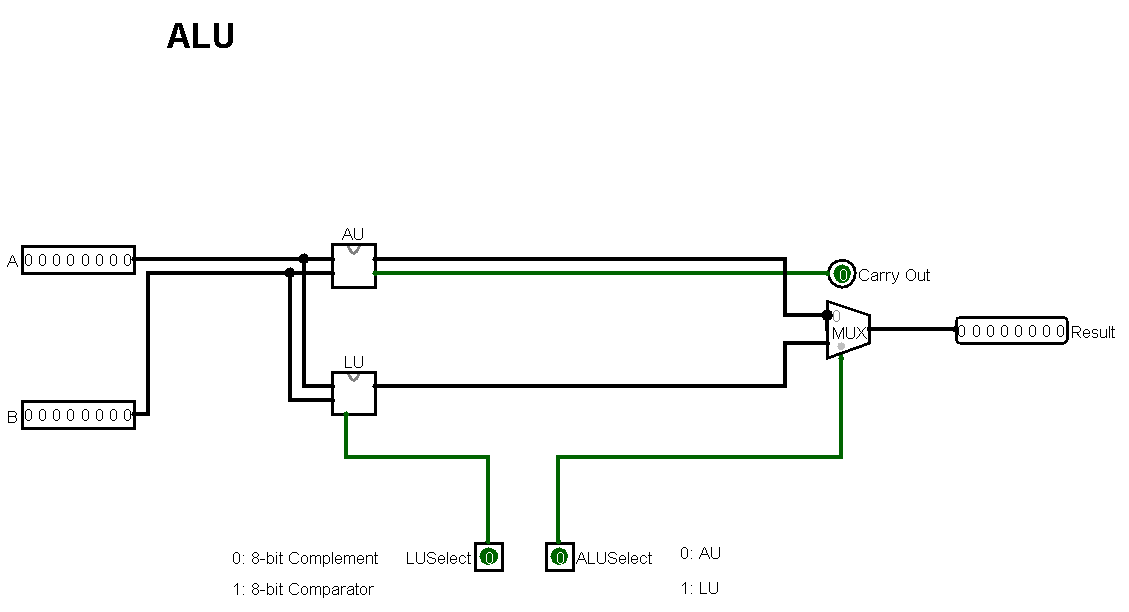 ALU
AU
A 0 0 0 0 0 0 0 0
0 Carry Out
0
MUX
0 0 0 0 0 0 0 0 Result
LU
B 0 0 0 0 0 0 0 0
0: 8-bit Complement
LUSelect 0
0 ALUSelect
0: AU
1: 8-bit Comparator
1: LU